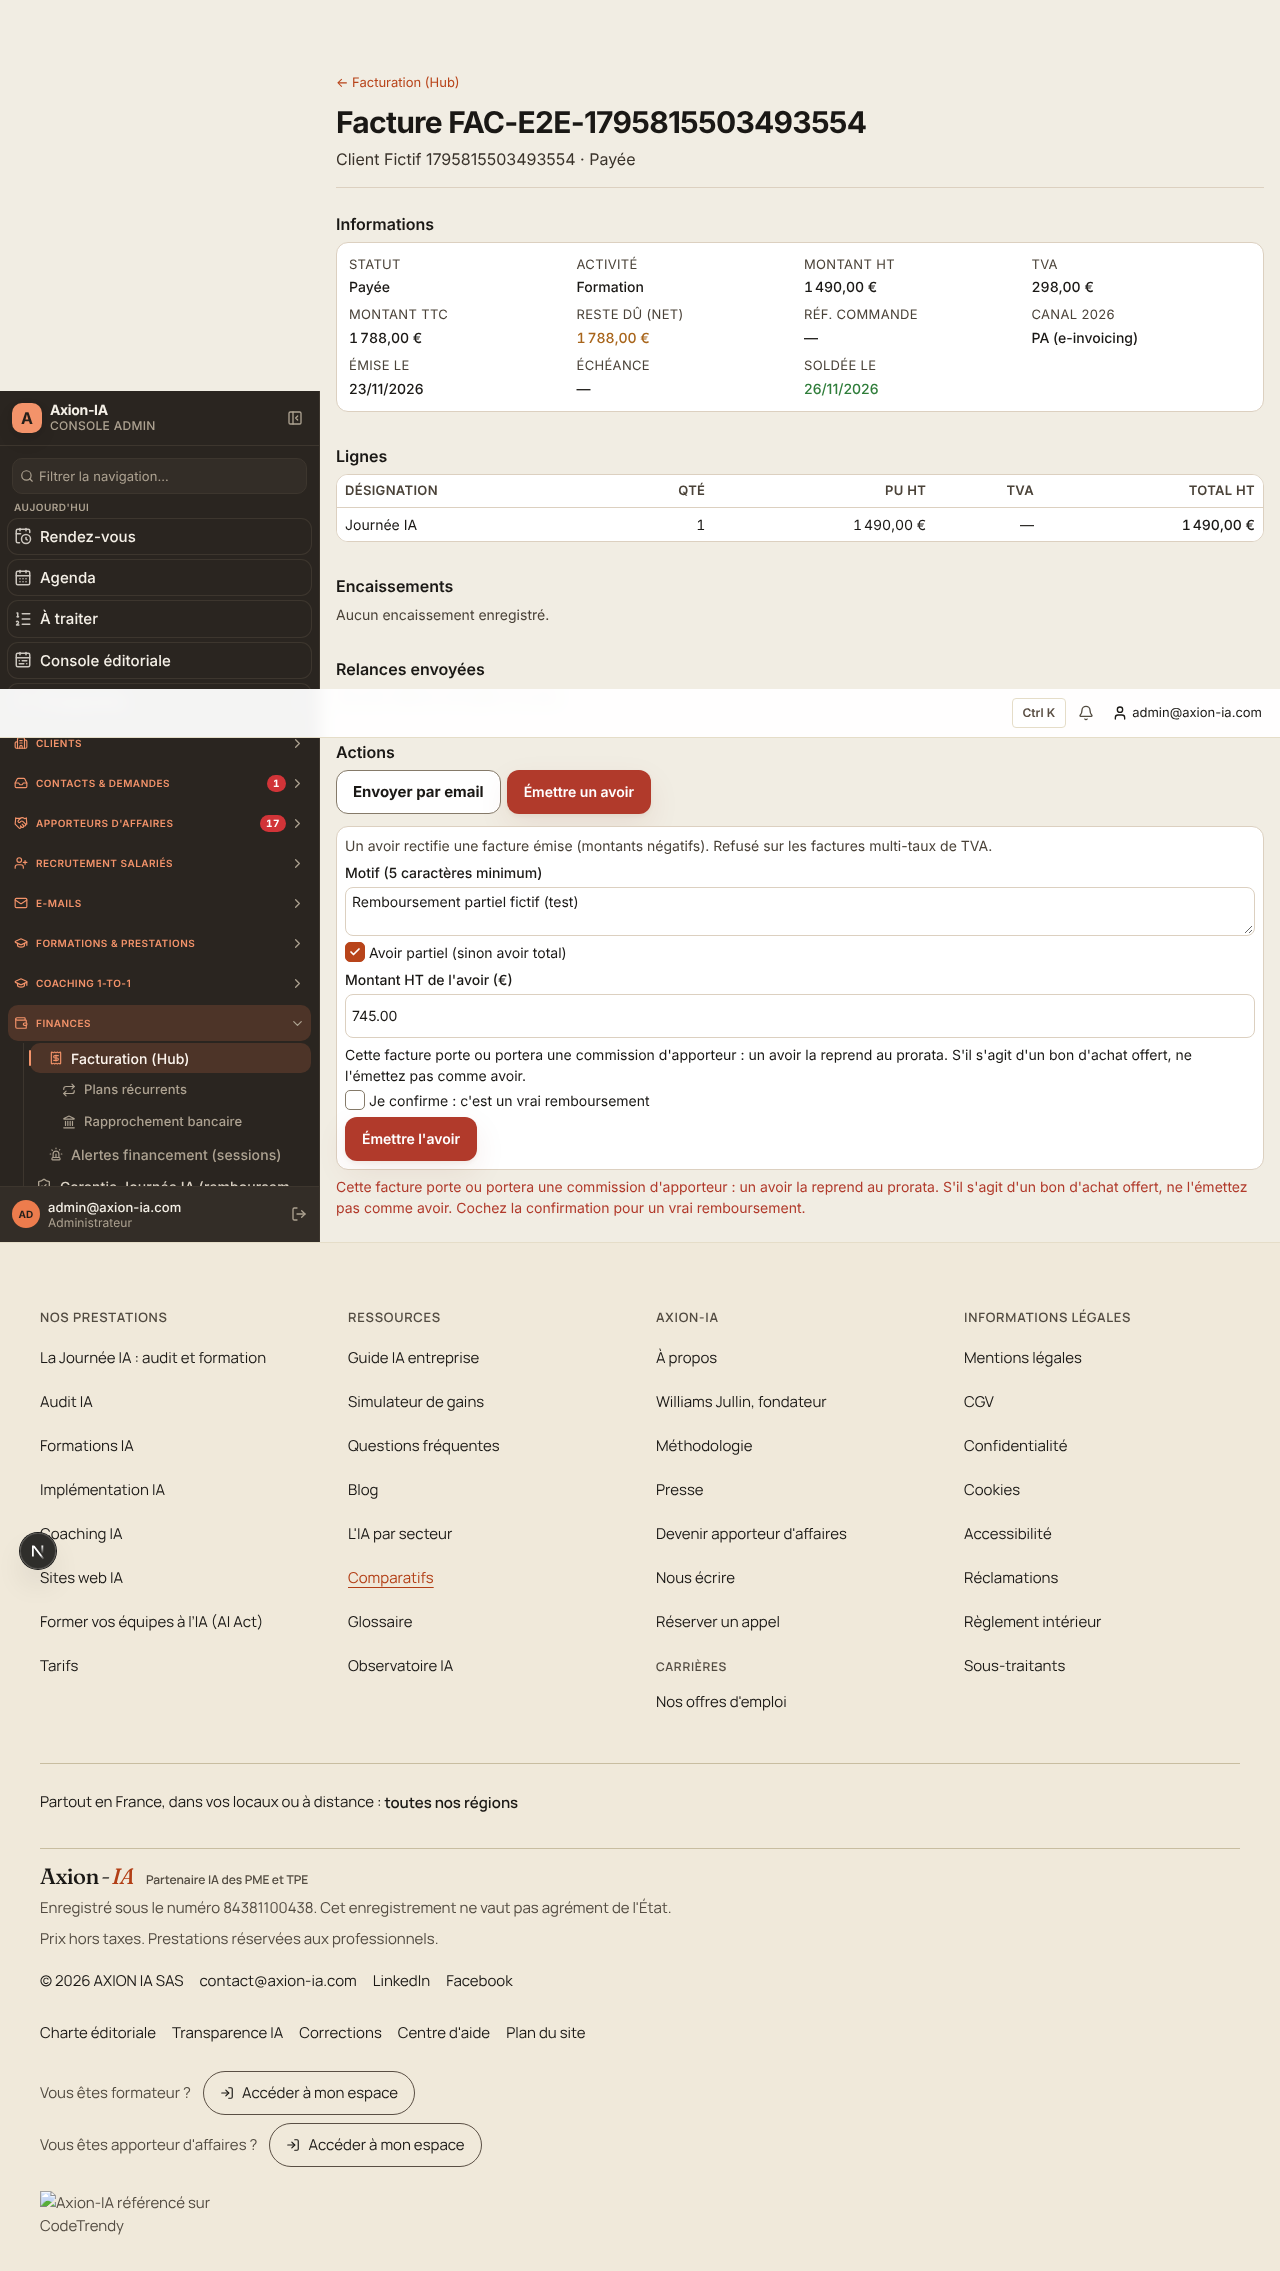 ← Facturation (Hub)
Facture FAC-E2E-1795815503493554
Client Fictif 1795815503493554 · Payée
Informations
STATUT
Payée
ACTIVITÉ
Formation
MONTANT HT
1 490,00 €
TVA
298,00 €
MONTANT TTC
1 788,00 €
RESTE DÛ (NET)
1 788,00 €
RÉF. COMMANDE
—
CANAL 2026
PA (e-invoicing)
ÉMISE LE
23/11/2026
ÉCHÉANCE
—
SOLDÉE LE
26/11/2026
Lignes
DÉSIGNATION QTÉ PU HT TVA TOTAL HT
Journée IA 1 1 490,00 € — 1 490,00 €
Encaissements
Aucun encaissement enregistré.
Relances envoyées
A
Axion-IA
CONSOLE ADMIN
Filtrer la navigation...
AUJOURD'HUI
Rendez-vous
Agenda
À traiter
Console éditoriale
Ctrl K
admin@axion-ia.com
CLIENTS
CONTACTS & DEMANDES 1
APPORTEURS D'AFFAIRES 17
RECRUTEMENT SALARIÉS
E-MAILS
FORMATIONS & PRESTATIONS
COACHING 1-TO-1
FINANCES
Facturation (Hub)
Plans récurrents
Rapprochement bancaire
Alertes financement (sessions)
Garantie Journée IA (remboursem
AD
admin@axion-ia.com
Administrateur
Actions
Envoyer par email
Émettre un avoir
Un avoir rectifie une facture émise (montants négatifs). Refusé sur les factures multi-taux de TVA.
Motif (5 caractères minimum)
Remboursement partiel fictif (test)
Avoir partiel (sinon avoir total)
Montant HT de l'avoir (€)
745.00
Cette facture porte ou portera une commission d'apporteur : un avoir la reprend au prorata. S'il s'agit d'un bon d'achat offert, ne
l'émettez pas comme avoir.
Je confirme : c'est un vrai remboursement
Émettre l'avoir
Cette facture porte ou portera une commission d'apporteur : un avoir la reprend au prorata. S'il s'agit d'un bon d'achat offert, ne l'émettez
pas comme avoir. Cochez la confirmation pour un vrai remboursement.
NOS PRESTATIONS
La Journée IA : audit et formation
Audit IA
Formations IA
Implémentation IA
Coaching IA
Sites web IA
Former vos équipes à l'IA (AI Act)
Tarifs
RESSOURCES
Guide IA entreprise
Simulateur de gains
Questions fréquentes
Blog
L'IA par secteur
Comparatifs
Glossaire
Observatoire IA
AXION-IA
À propos
Williams Jullin, fondateur
Méthodologie
Presse
Devenir apporteur d'affaires
Nous écrire
Réserver un appel
CARRIÈRES
Nos offres d'emploi
INFORMATIONS LÉGALES
Mentions légales
CGV
Confidentialité
Cookies
Accessibilité
Réclamations
Règlement intérieur
Sous-traitants
N
Partout en France, dans vos locaux ou à distance : toutes nos régions
Axion-IA Partenaire IA des PME et TPE
Enregistré sous le numéro 84381100438. Cet enregistrement ne vaut pas agrément de l'État.
Prix hors taxes. Prestations réservées aux professionnels.
© 2026 AXION IA SAS contact@axion-ia.com LinkedIn Facebook
Charte éditoriale Transparence IA Corrections Centre d'aide Plan du site
Vous êtes formateur ? Accéder à mon espace
Vous êtes apporteur d'affaires ? Accéder à mon espace
Axion-IA référencé sur
CodeTrendy